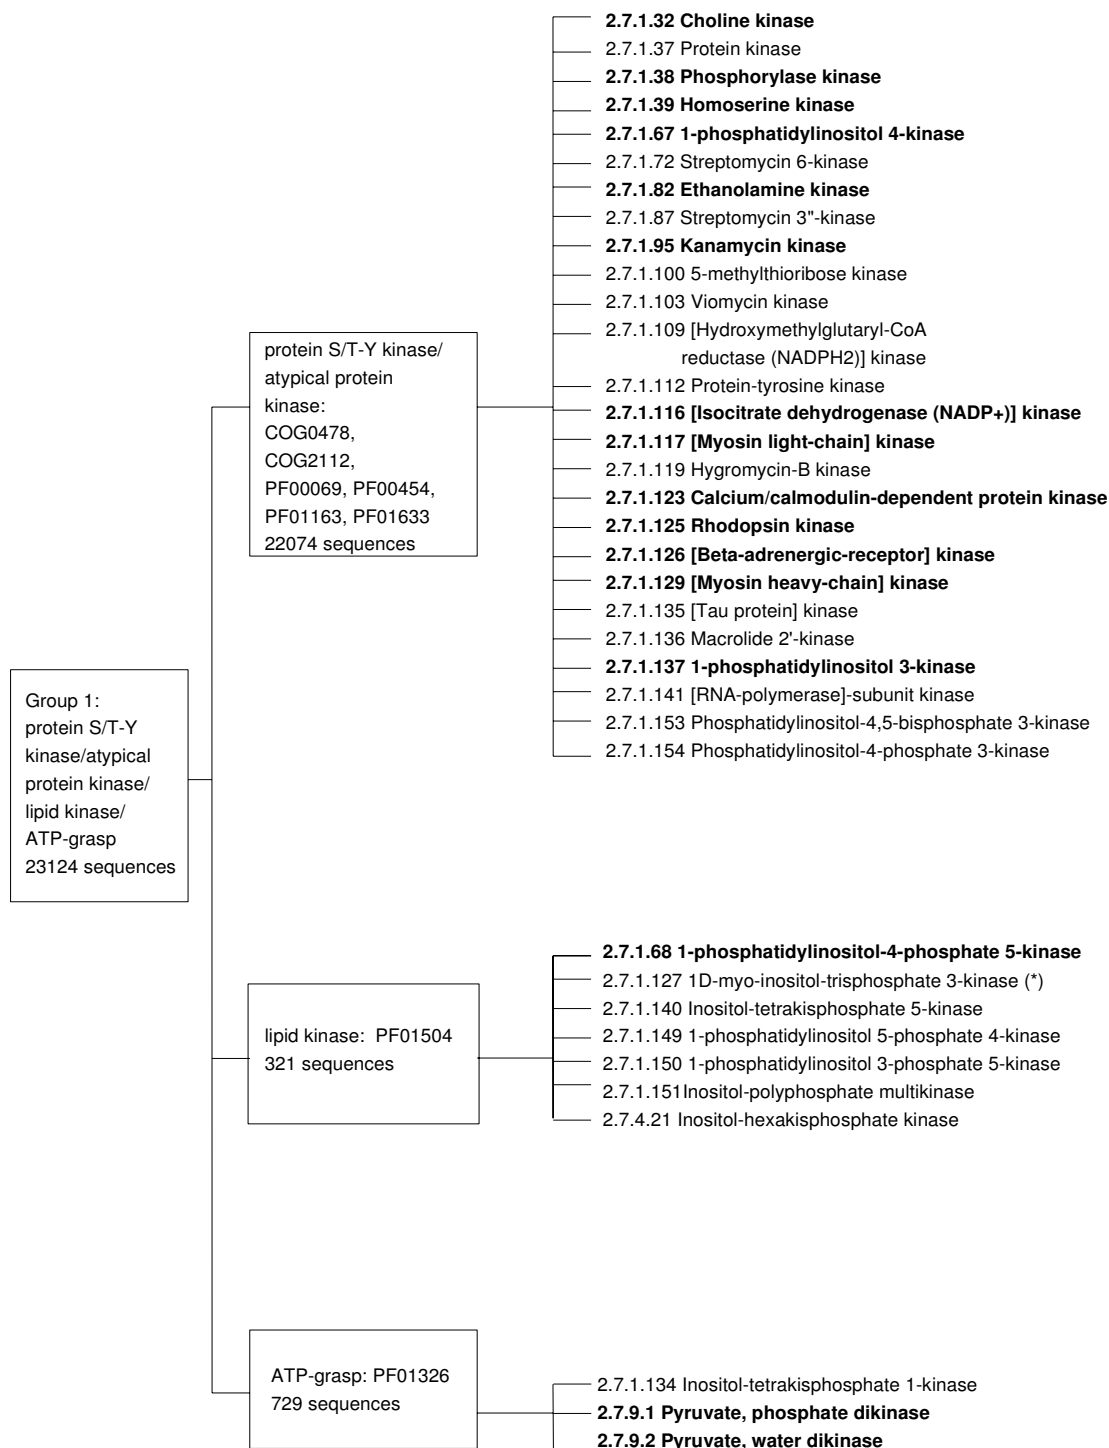 2.7.1.32 Choline kinase
2.7.1.37 Protein kinase
2.7.1.38 Phosphorylase kinase
2.7.1.39 Homoserine kinase
2.7.1.67 1-phosphatidylinositol 4-kinase
2.7.1.72 Streptomycin 6-kinase
2.7.1.82 Ethanolamine kinase
2.7.1.87 Streptomycin 3"-kinase
2.7.1.95 Kanamycin kinase
2.7.1.100 5-methylthioribose kinase
2.7.1.103 Viomycin kinase
2.7.1.109 [Hydroxymethylglutaryl-CoA
reductase (NADPH2)] kinase
2.7.1.112 Protein-tyrosine kinase
2.7.1.116 [Isocitrate dehydrogenase (NADP+)] kinase
2.7.1.117 [Myosin light-chain] kinase
2.7.1.119 Hygromycin-B kinase
2.7.1.123 Calcium/calmodulin-dependent protein kinase
2.7.1.125 Rhodopsin kinase
2.7.1.126 [Beta-adrenergic-receptor] kinase
2.7.1.129 [Myosin heavy-chain] kinase
2.7.1.135 [Tau protein] kinase
2.7.1.136 Macrolide 2'-kinase
2.7.1.137 1-phosphatidylinositol 3-kinase
2.7.1.141 [RNA-polymerase]-subunit kinase
2.7.1.153 Phosphatidylinositol-4,5-bisphosphate 3-kinase
2.7.1.154 Phosphatidylinositol-4-phosphate 3-kinase
protein S/T-Y kinase/
atypical protein
kinase:
COG0478,
COG2112,
PF00069, PF00454,
PF01163, PF01633
22074 sequences
Group 1:
protein S/T-Y
kinase/atypical
protein kinase/
lipid kinase/
ATP-grasp
23124 sequences
2.7.1.68 1-phosphatidylinositol-4-phosphate 5-kinase
2.7.1.127 1D-myo-inositol-trisphosphate 3-kinase (*)
2.7.1.140 Inositol-tetrakisphosphate 5-kinase
2.7.1.149 1-phosphatidylinositol 5-phosphate 4-kinase
2.7.1.150 1-phosphatidylinositol 3-phosphate 5-kinase
2.7.1.151Inositol-polyphosphate multikinase
2.7.4.21 Inositol-hexakisphosphate kinase
lipid kinase: PF01504
321 sequences
ATP-grasp: PF01326
729 sequences
2.7.1.134 Inositol-tetrakisphosphate 1-kinase
2.7.9.1 Pyruvate, phosphate dikinase
2.7.9.2 Pyruvate, water dikinase